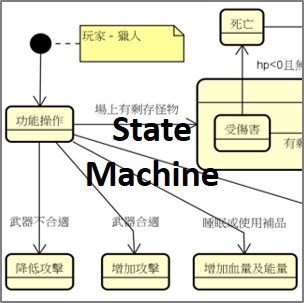 死亡
玩家 - 獵人
hp<0且無
場上有剩存怪物
功能操作
受傷害
有剩
State
Machine
武器不合適
武器合適
睡眠或使用補品
降低攻擊
增加攻擊
增加血量及能量